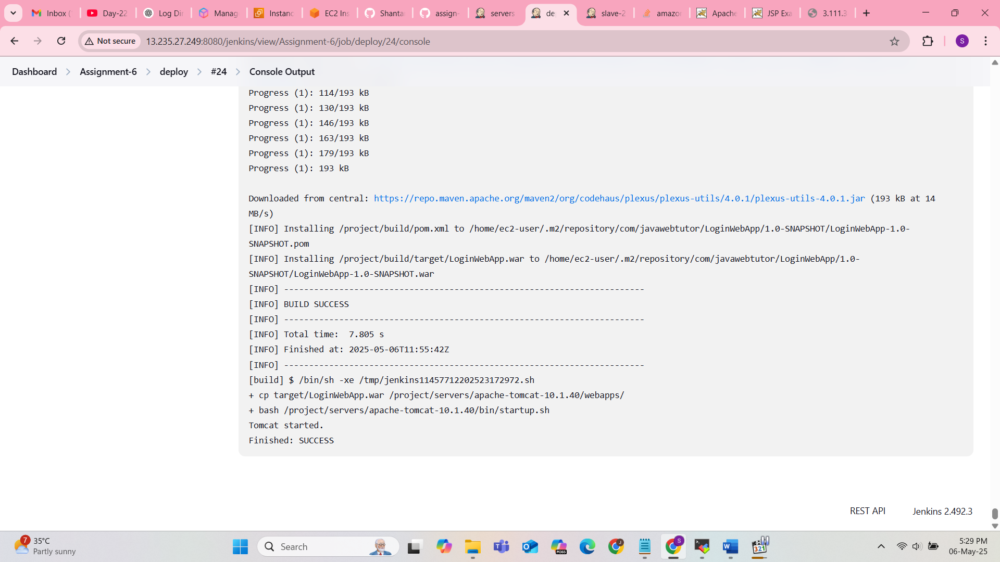 Inbox (
Day-22
Log Di
Manag
Instanc
EC2 Ins
Shanta
assign-
servers
de
slave-2
amazo
Apache
JSP Exa
3.111.3
Not secure
13.235.27.249:8080/jenkins/view/Assignment-6/job/deploy/24/console
S
Dashboard > Assignment-6 > deploy > #24 > Console Output
Progress (1): 114/193 kB
Progress (1): 130/193 kB
Progress (1): 146/193 kB
Progress (1): 163/193 kB
Progress (1): 179/193 kB
Progress (1): 193 kB
Downloaded from central: https://repo.maven.apache.org/maven2/org/codehaus/plexus/plexus-utils/4.0.1/plexus-utils-4.0.1.jar (193 kB at 14
MB/s)
[INFO] Installing /project/build/pom.xml to /home/ec2-user/.m2/repository/com/javawebtutor/LoginWebApp/1.0-SNAPSHOT/LoginWebApp-1.0-
SNAPSHOT.pom
[INFO] Installing /project/build/target/LoginWebApp.war to /home/ec2-user/.m2/repository/com/javawebtutor/LoginWebApp/1.0-
SNAPSHOT/LoginWebApp-1.0-SNAPSHOT.war
[INFO] ------------------------------------------------------------------------
[INFO] BUILD SUCCESS
[INFO] ------------------------------------------------------------------------
[INFO] Total time:  7.805 s
[INFO] Finished at: 2025-05-06T11:55:42Z
[INFO] ------------------------------------------------------------------------
[build] $ /bin/sh -xe /tmp/jenkins11457712202523172972.sh
+ cp target/LoginWebApp.war /project/servers/apache-tomcat-10.1.40/webapps/
+ bash /project/servers/apache-tomcat-10.1.40/bin/startup.sh
Tomcat started.
Finished: SUCCESS
REST API
Jenkins 2.492.3
7
35°C
Partly sunny
Search
M365
J
S
321
5:29 PM
06-May-25